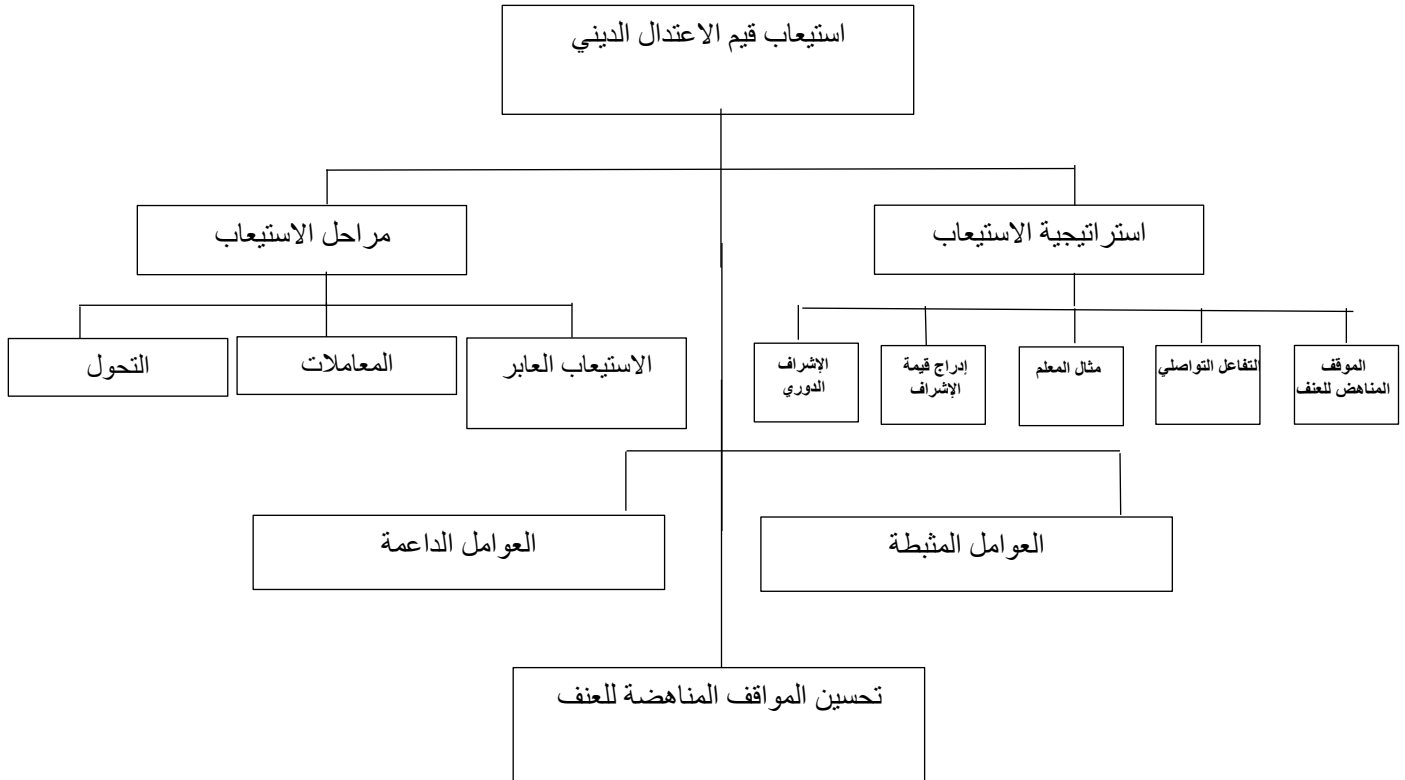 استيعاب قيم الاعتدال الديني
استراتيجية الاستيعاب
مراحل الاستيعاب
الموقف
المناهض للعنف
التفاعل التواصلي
مثال المعلم
إدراج قيمة
الإشراف
الإشراف
الدوري
الاستيعاب العابر
المعاملات
التحول
العوامل المثبطة
العوامل الداعمة
تحسين المواقف المناهضة للعنف